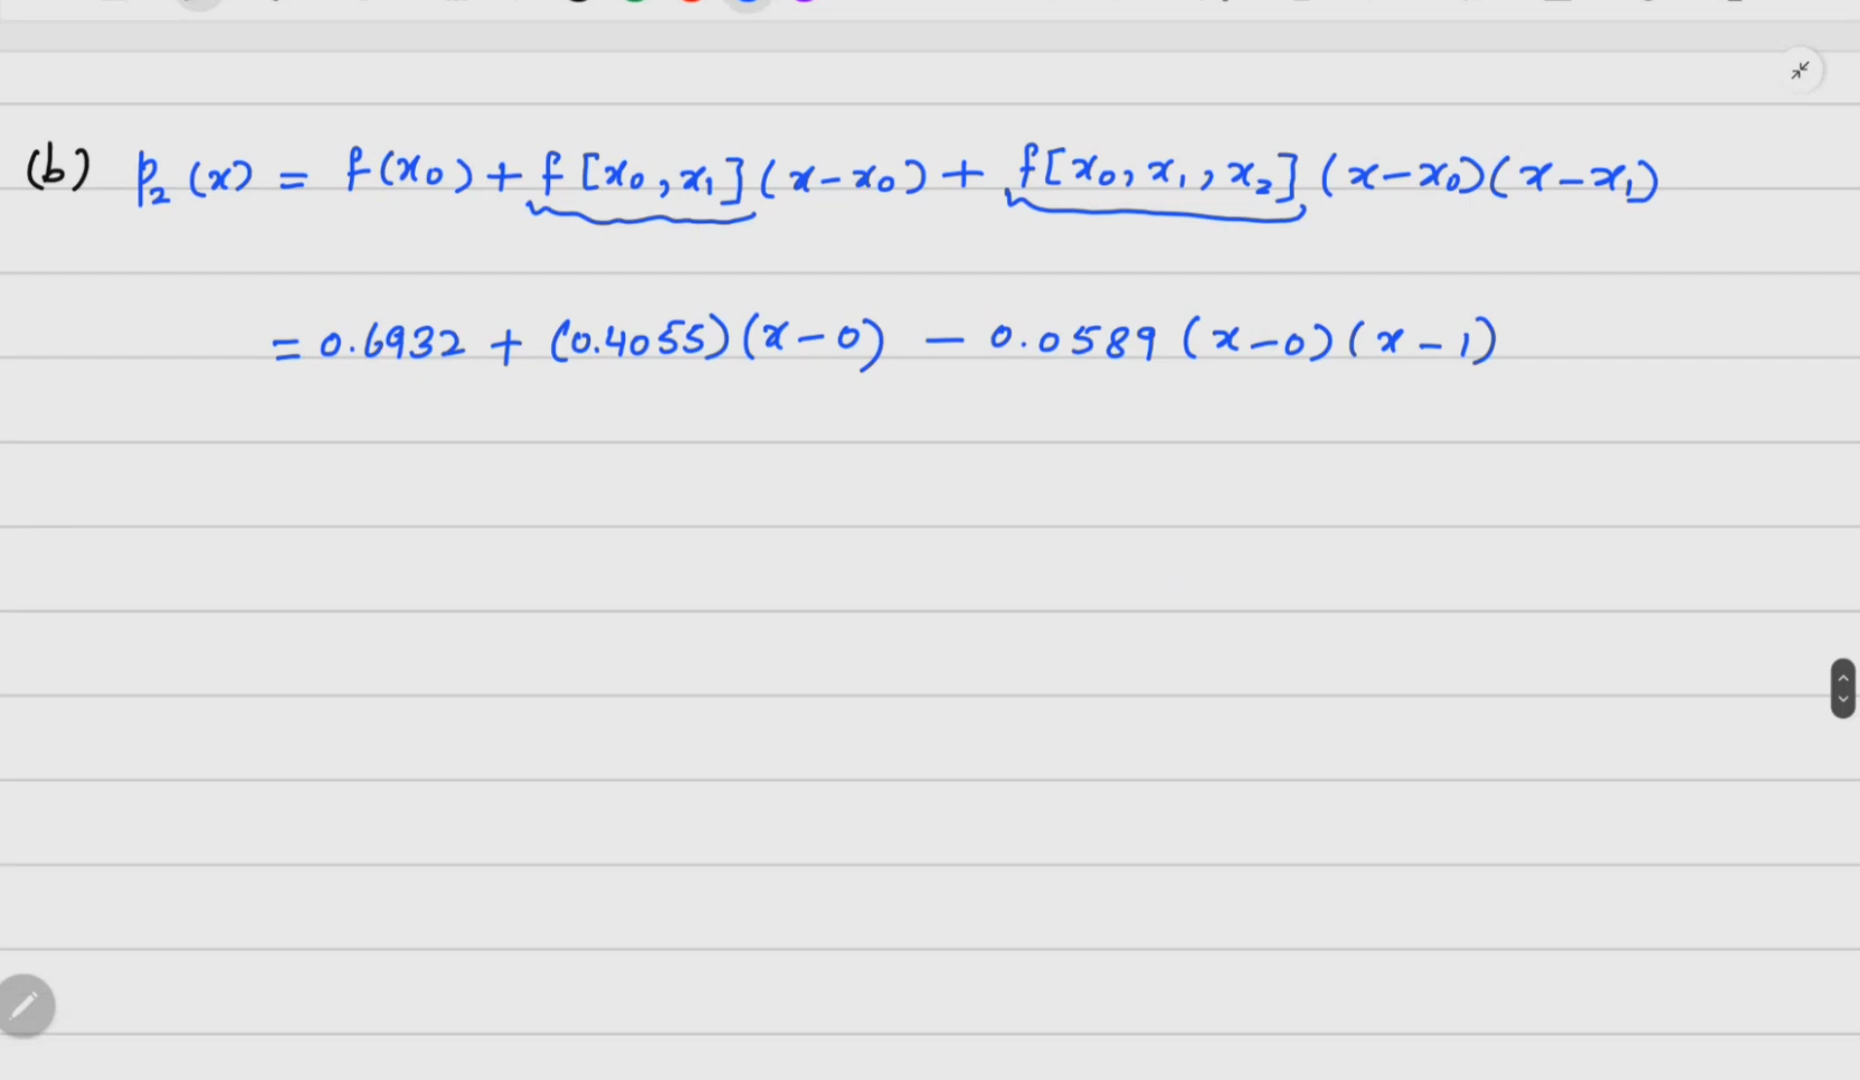 (b) p₂(x) = f(x₀) + f[x₀, x₁](x-x₀) + f[x₀, x₁, x₂](x-x₀)(x-x₁)
= 0.6932 + (0.4055)(x-0) - 0.0589(x-0)(x-1)